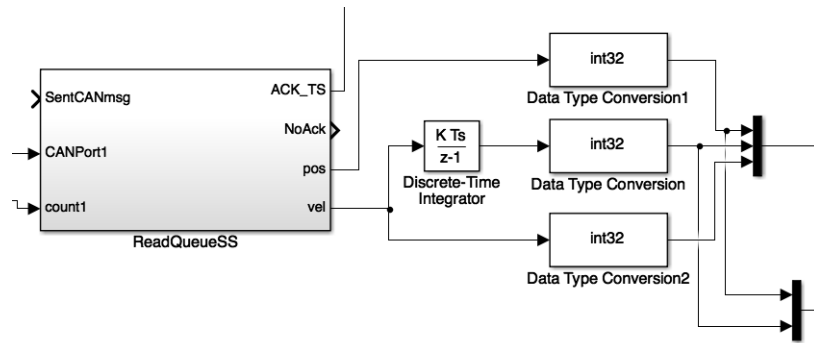 SentCANmsg
CANPort1
count1
ACK_TS
NoAck
pos
vel
ReadQueueSS
K Ts
z-1
Discrete-Time
Integrator
int32
Data Type Conversion1
int32
Data Type Conversion
int32
Data Type Conversion2